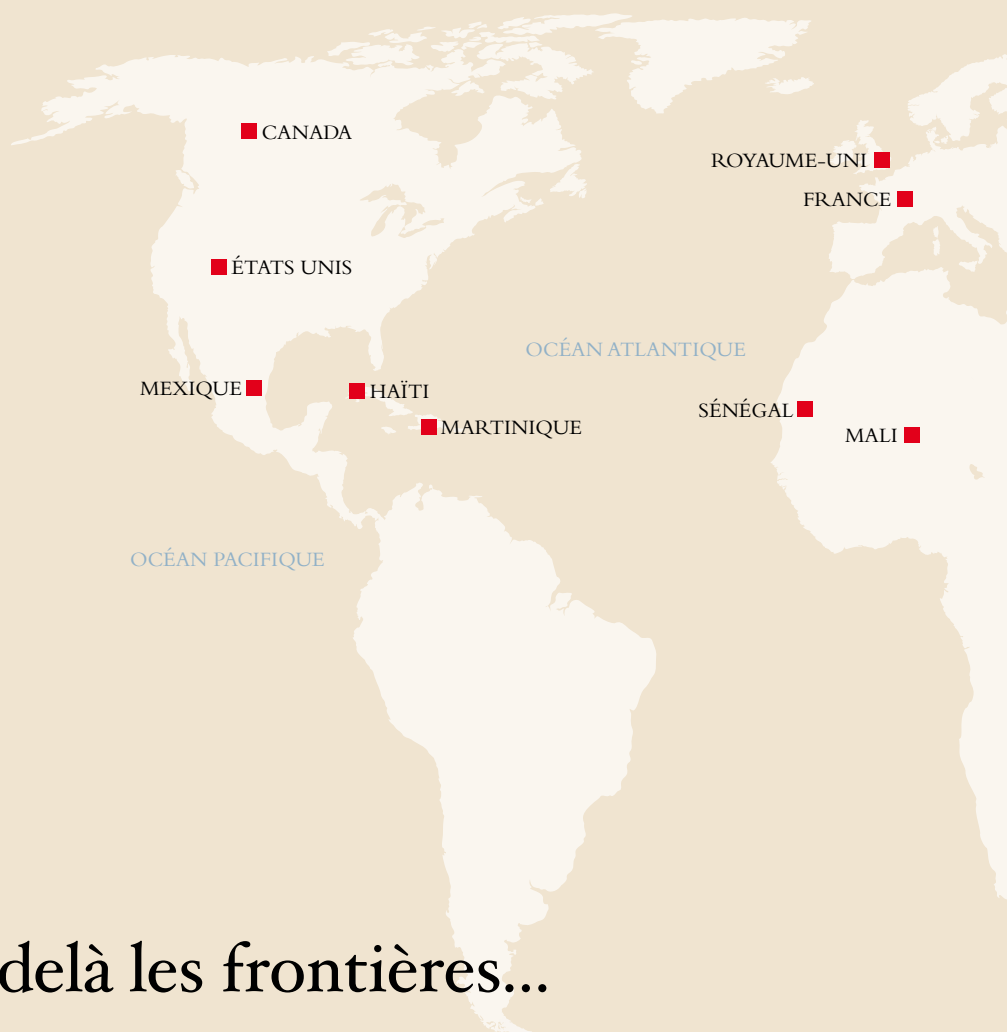 CANADA
ROYAUME-UNI
FRANCE
ÉTATS UNIS
OCÉAN ATLANTIQUE
MEXIQUE
HAÏTI
SÉNÉGAL
MARTINIQUE
MALI
OCÉAN PACIFIQUE
delà les frontières...